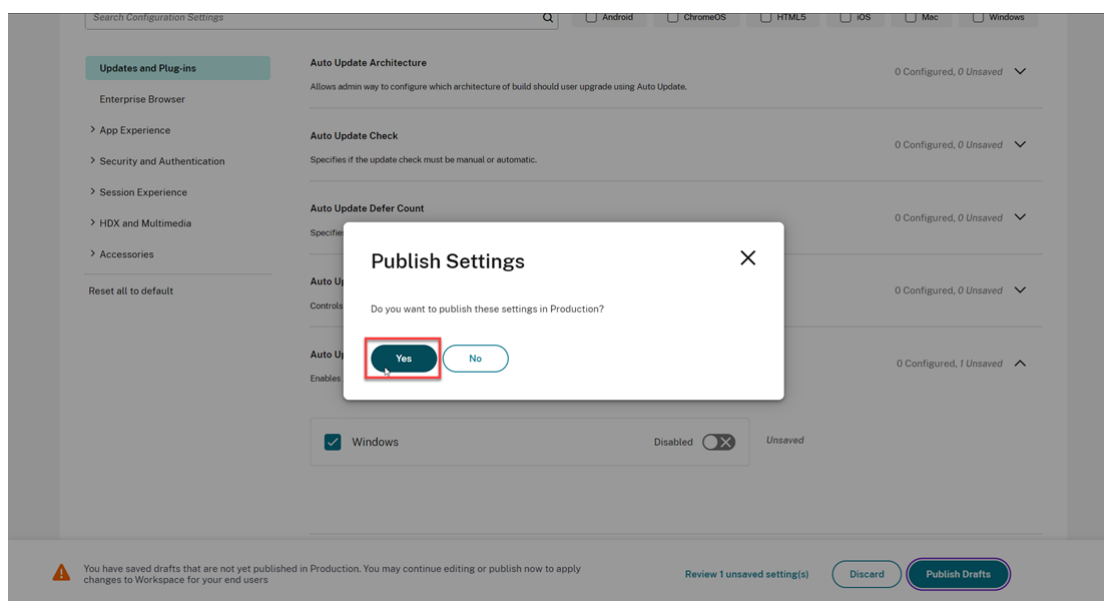 Search Configuration Settings
Android
ChromeOS
HTML5
iOS
Mac
Windows
Updates and Plug-ins
Enterprise Browser
App Experience
Security and Authentication
Session Experience
HDX and Multimedia
Accessories
Reset all to default
Auto Update Architecture
0 Configured, 0 Unsaved
Allows admin way to configure which architecture of build should user upgrade using Auto Update.
Auto Update Check
0 Configured, 0 Unsaved
Specifies if the update check must be manual or automatic.
Auto Update Defer Count
0 Configured, 0 Unsaved
Auto
0 Configured, 0 Unsaved
Controls
Auto
0 Configured, 1 Unsaved
Enables
Publish Settings
Do you want to publish these settings in Production?
Yes
No
Windows
Disabled
Unsaved
You have saved drafts that are not yet published in Production. You may continue editing or publish now to apply
changes to Workspace for your end users
Review 1 unsaved setting(s)
Discard
Publish Drafts